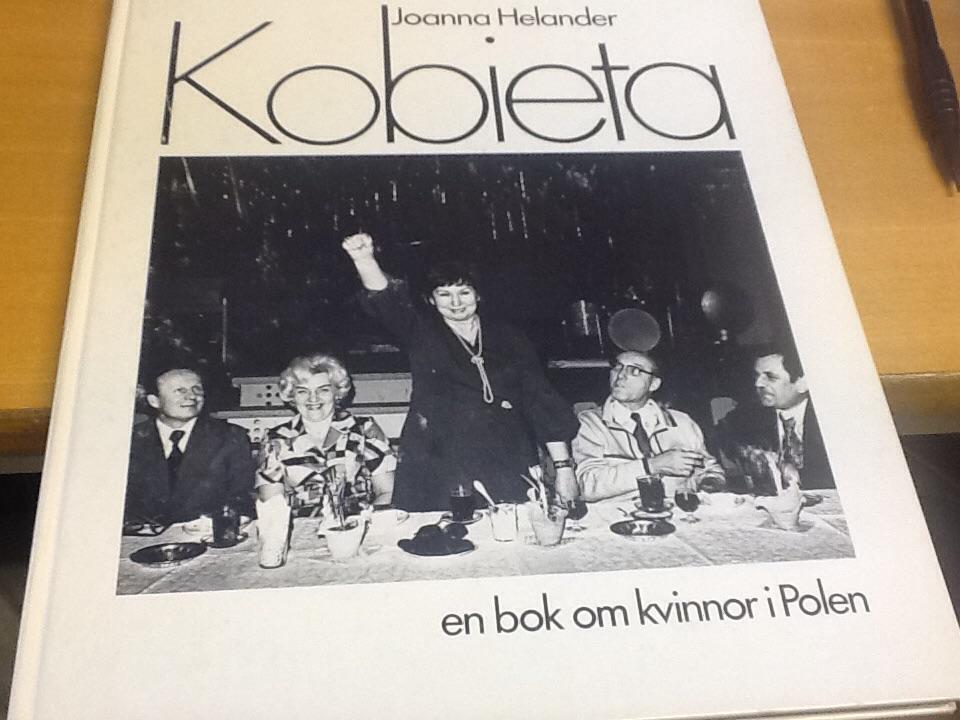 Joanna Helander
Kobieta
en bok om kvinnor i Polen